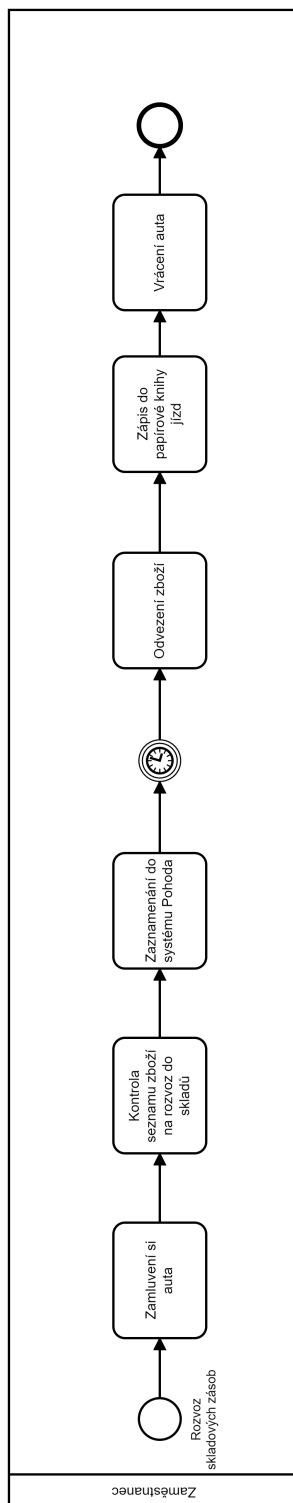 Zaměstnanec
Rozvoz
skladových zásob
Zamluvení si
auta
Kontrola
seznamu zboží
na rozvoz do
skladů
Zaznamenání do
systému Pohoda
Odvezení zboží
Zápis do
papírové knihy
jízd
Vrácení auta